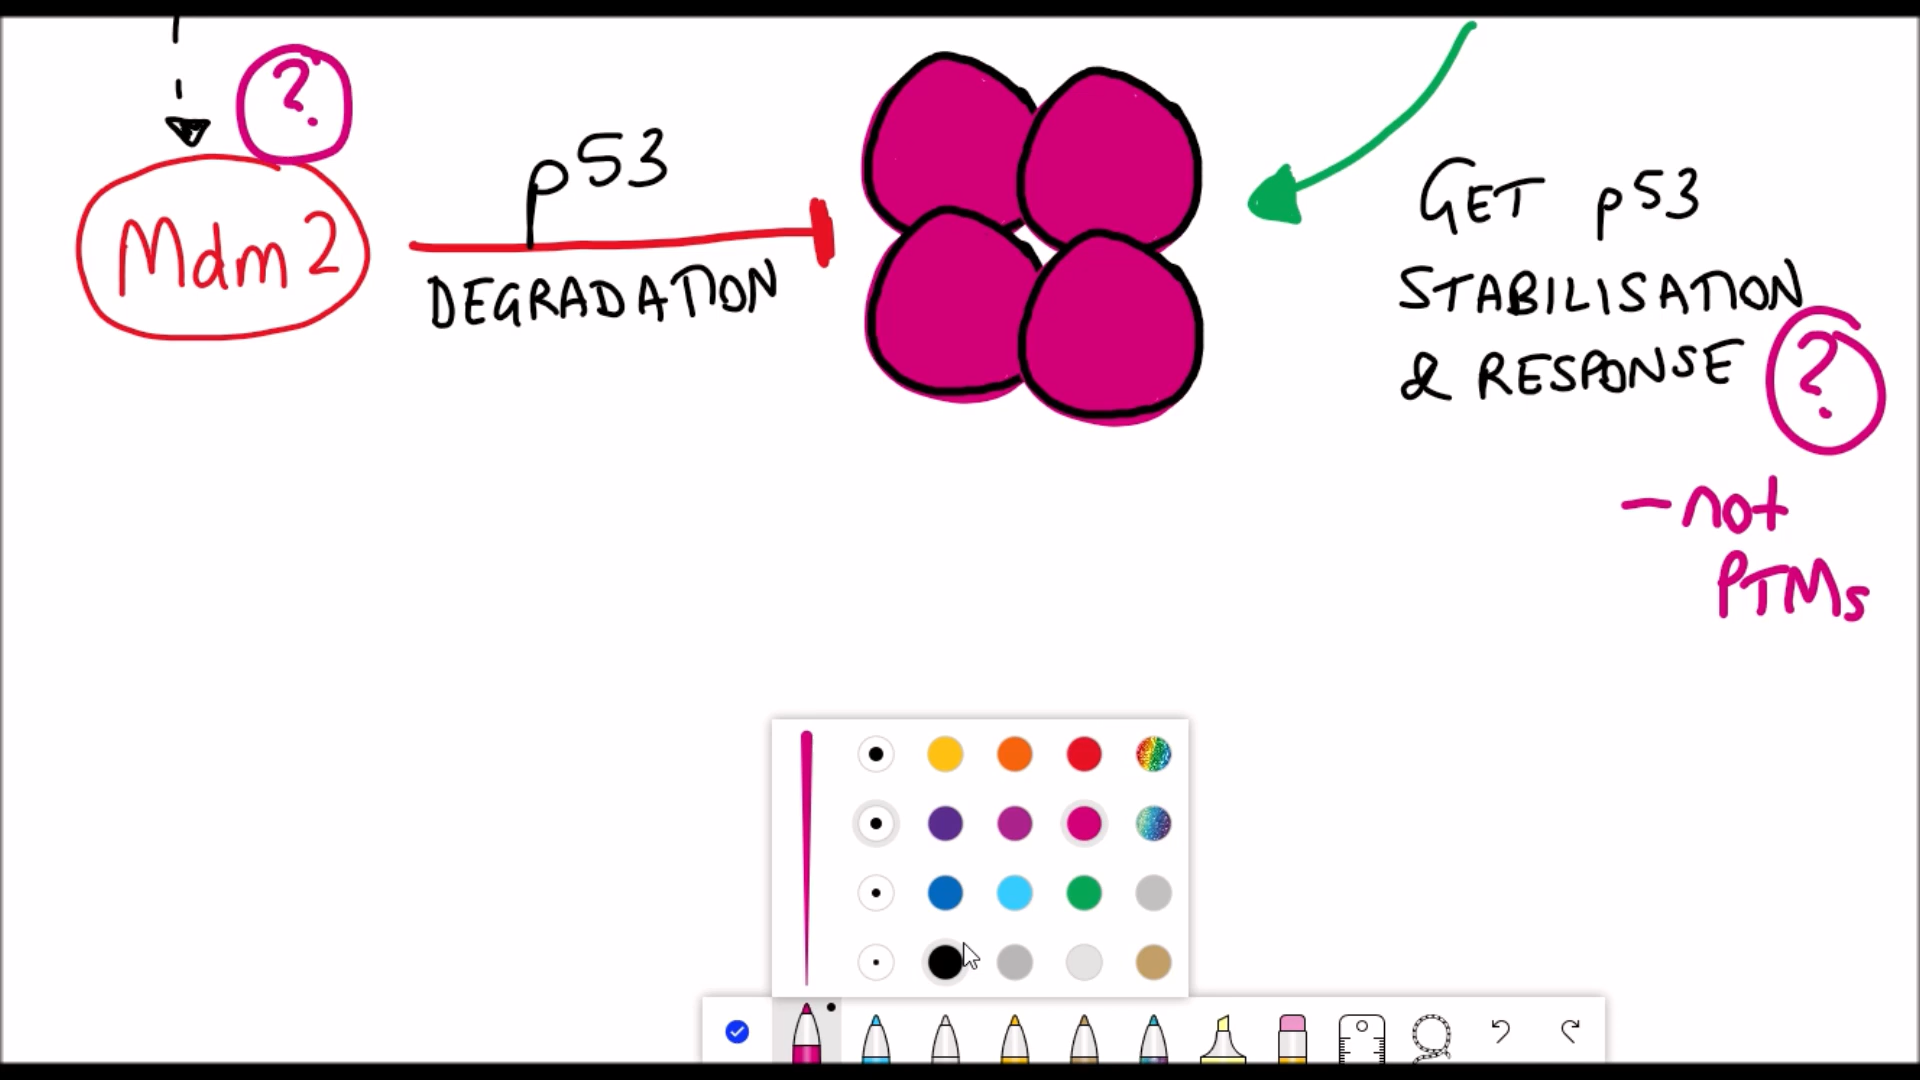 ?
Mdm2
p53
DEGRADATION
GET p53
STABILISATION
& RESPONSE ?
- not
PTMs